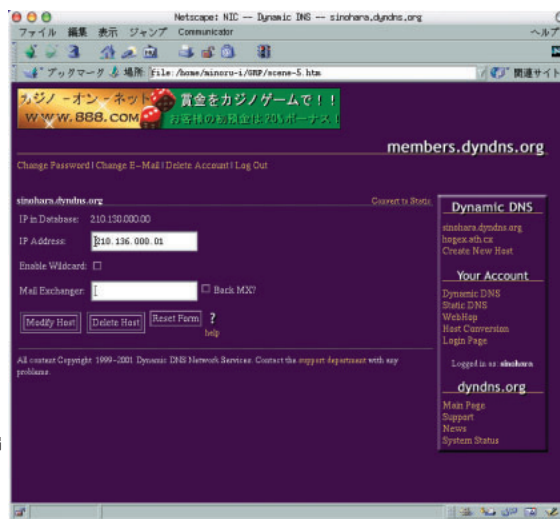 Netscape: NIC -- Dynamic DNS -- sinohara.dyndns.org
ファイル 編集 表示 ジャンプ Communicator ヘルプ
ブックマーク 場所 file:/home/minoru-i/GNP/scene-5.htm 関連サイト
カジノ-オン-ネット 賞金をカジノゲームで!!
WWW.888.COM お客様の初預金は20%ボーナス!
members.dyndns.org
Change Password | Change E-Mail | Delete Account | Log Out
sinohara.dyndns.org Convert to Static
IP in Database: 210.130.000.00
IP Address: 210.136.000.01
Enable Wildcard:
Mail Exchanger: Back MX?
Modify Host Delete Host Reset Form ?
help
All content Copyright 1999-2001 Dynamic DNS Network Services. Contact the support department with any
problems.
Dynamic DNS
sinohara.dyndns.org
hogex.ath.cx
Create New Host
Your Account
Dynamic DNS
Static DNS
WebHop
Host Conversion
Login Page
Logged in as: sinohara
dyndns.org
Main Page
Support
News
System Status